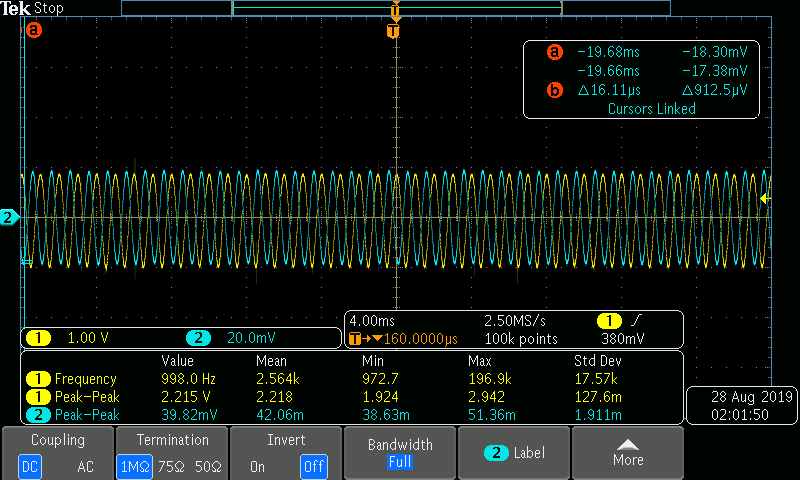 Tek Stop
T
a
T
a -19.68ms -18.30mV
-19.66ms -17.38mV
b Δ16.11µs Δ912.5µV
Cursors Linked
2
1 1.00 V 2 20.0mV
4.00ms 2.50MS/s 1
T→▼160.0000µs 100k points 380mV
Value Mean Min Max Std Dev
1 Frequency 998.0 Hz 2.564k 972.7 196.9k 17.57k
1 Peak-Peak 2.215 V 2.218 1.924 2.942 127.6m
2 Peak-Peak 39.82mV 42.06m 38.63m 51.36m 1.911m
28 Aug 2019
02:01:50
Coupling
DC AC
Termination
1MΩ 75Ω 50Ω
Invert
On Off
Bandwidth
Full
2 Label
More